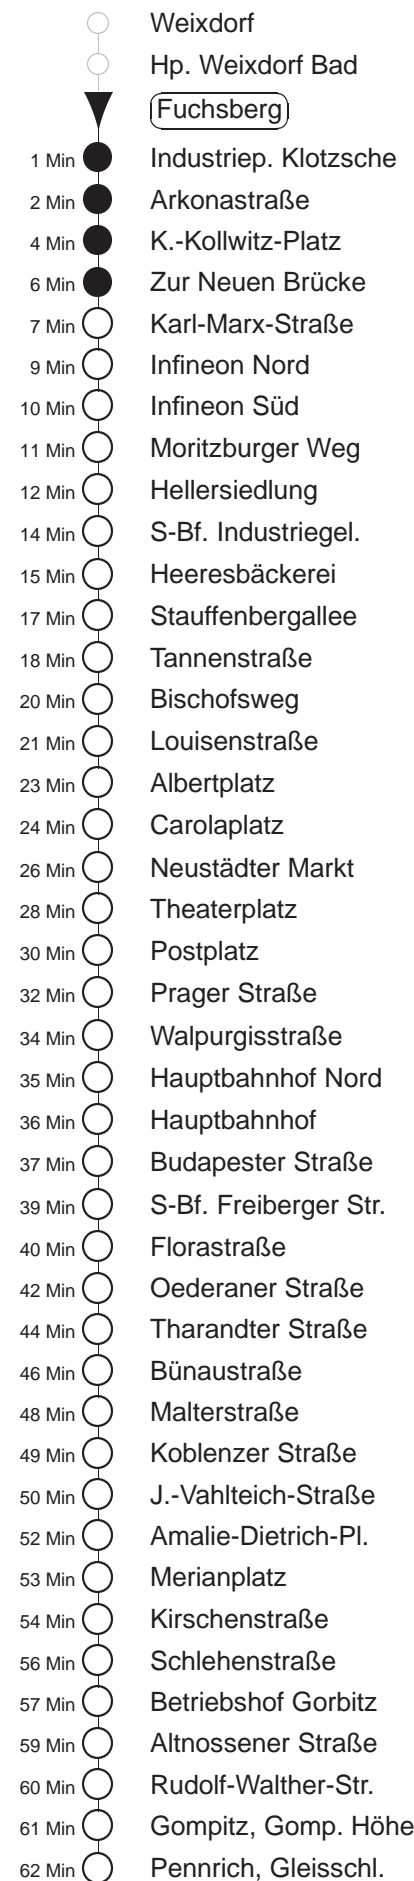 Weixdorf
Hp. Weixdorf Bad
Fuchsberg
1 Min Industriep. Klotzsche
2 Min Arkonastraße
4 Min K.-Kollwitz-Platz
6 Min Zur Neuen Brücke
7 Min Karl-Marx-Straße
9 Min Infineon Nord
10 Min Infineon Süd
11 Min Moritzburger Weg
12 Min Hellersiedlung
14 Min S-Bf. Industriegel.
15 Min Heeresbäckerei
17 Min Stauffenbergallee
18 Min Tannenstraße
20 Min Bischofsweg
21 Min Louisenstraße
23 Min Albertplatz
24 Min Carolaplatz
26 Min Neustädter Markt
28 Min Theaterplatz
30 Min Postplatz
32 Min Prager Straße
34 Min Walpurgisstraße
35 Min Hauptbahnhof Nord
36 Min Hauptbahnhof
37 Min Budapester Straße
39 Min S-Bf. Freiberger Str.
40 Min Florastraße
42 Min Oederaner Straße
44 Min Tharandter Straße
46 Min Bünaustraße
48 Min Malterstraße
49 Min Koblenzer Straße
50 Min J.-Vahlteich-Straße
52 Min Amalie-Dietrich-Pl.
53 Min Merianplatz
54 Min Kirschenstraße
56 Min Schlehenstraße
57 Min Betriebshof Gorbitz
59 Min Altnossener Straße
60 Min Rudolf-Walther-Str.
61 Min Gompitz, Gomp. Höhe
62 Min Pennrich, Gleisschl.